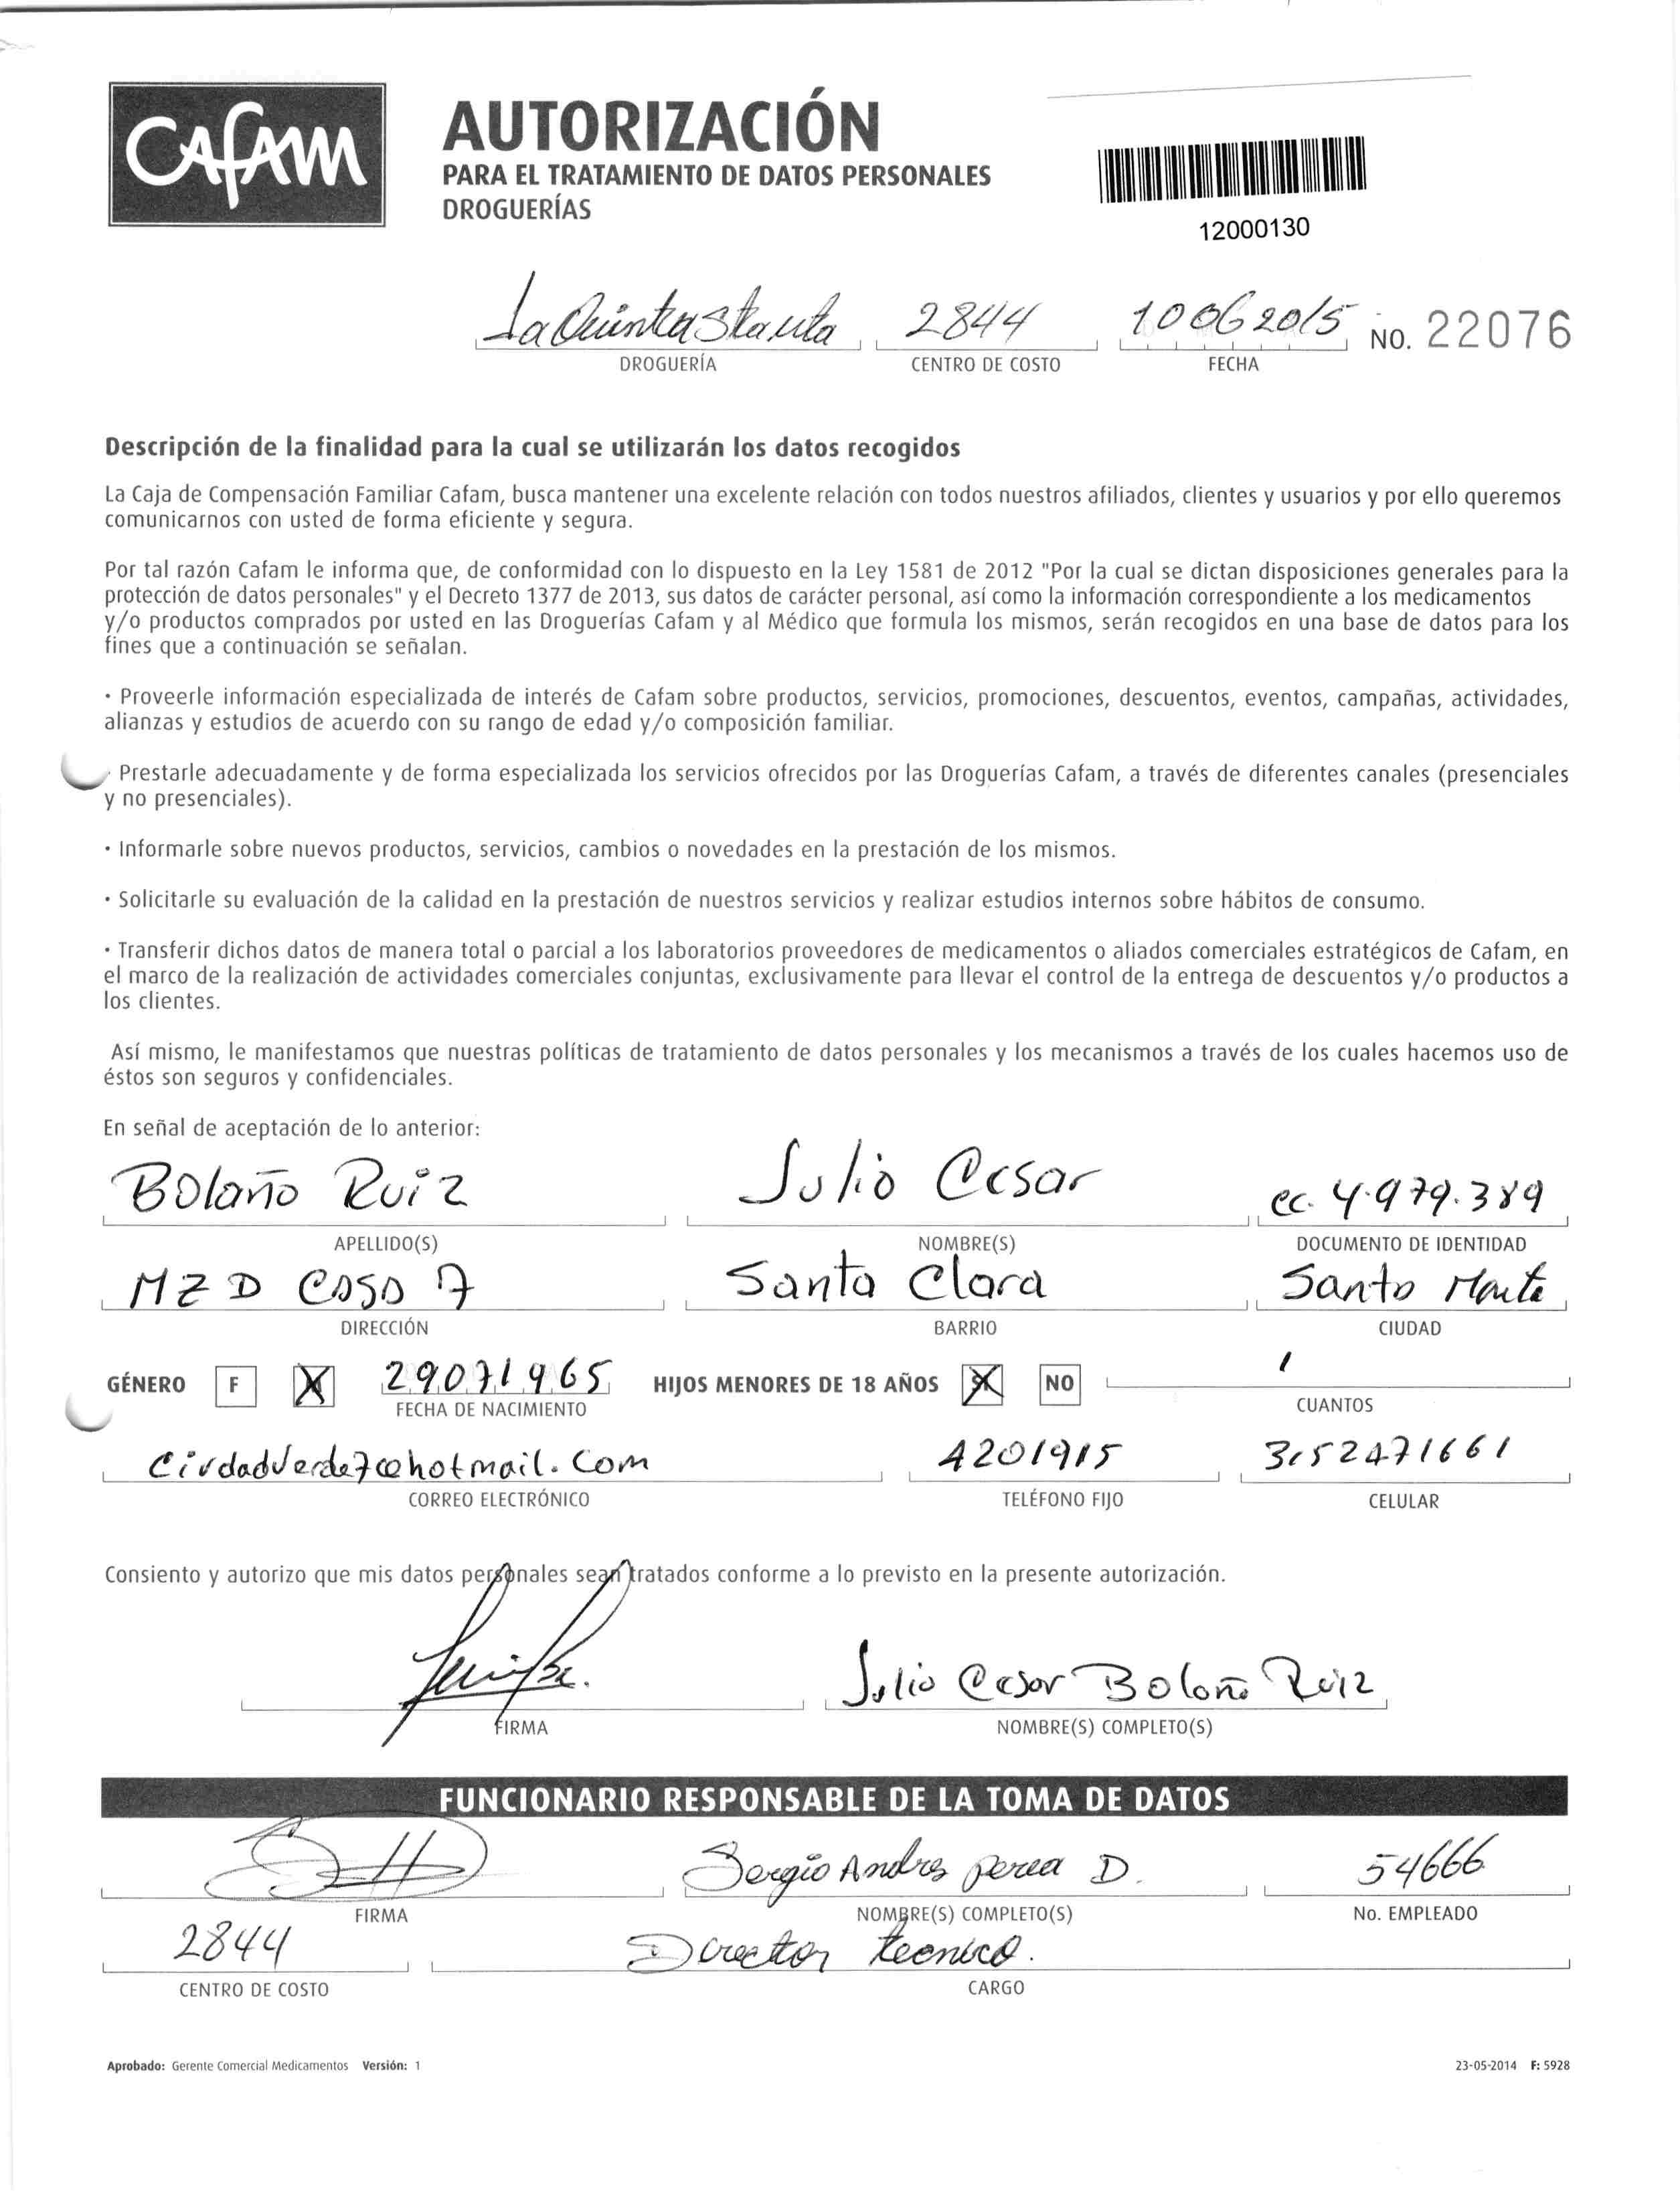 CAFAM
AUTORIZACIÓN
PARA EL TRATAMIENTO DE DATOS PERSONALES
DROGUERÍAS
12000130
La Quinta Sta Mta 2844 10062015 NO. 22076
DROGUERÍA CENTRO DE COSTO FECHA
Descripción de la finalidad para la cual se utilizarán los datos recogidos
La Caja de Compensación Familiar Cafam, busca mantener una excelente relación con todos nuestros afiliados, clientes y usuarios y por ello queremos
comunicarnos con usted de forma eficiente y segura.
Por tal razón Cafam le informa que, de conformidad con lo dispuesto en la Ley 1581 de 2012 "Por la cual se dictan disposiciones generales para la
protección de datos personales" y el Decreto 1377 de 2013, sus datos de carácter personal, así como la información correspondiente a los medicamentos
y/o productos comprados por usted en las Droguerías Cafam y al Médico que formula los mismos, serán recogidos en una base de datos para los
fines que a continuación se señalan.
· Proveerle información especializada de interés de Cafam sobre productos, servicios, promociones, descuentos, eventos, campañas, actividades,
alianzas y estudios de acuerdo con su rango de edad y/o composición familiar.
· Prestarle adecuadamente y de forma especializada los servicios ofrecidos por las Droguerías Cafam, a través de diferentes canales (presenciales
y no presenciales).
· Informarle sobre nuevos productos, servicios, cambios o novedades en la prestación de los mismos.
· Solicitarle su evaluación de la calidad en la prestación de nuestros servicios y realizar estudios internos sobre hábitos de consumo.
· Transferir dichos datos de manera total o parcial a los laboratorios proveedores de medicamentos o aliados comerciales estratégicos de Cafam, en
el marco de la realización de actividades comerciales conjuntas, exclusivamente para llevar el control de la entrega de descuentos y/o productos a
los clientes.
Así mismo, le manifestamos que nuestras políticas de tratamiento de datos personales y los mecanismos a través de los cuales hacemos uso de
éstos son seguros y confidenciales.
En señal de aceptación de lo anterior:
Bolaño Ruiz Julio Cesar cc. 4.979.389
APELLIDO(S) NOMBRE(S) DOCUMENTO DE IDENTIDAD
MZ D CASA 7 Santa Clara Santa Marta
DIRECCIÓN BARRIO CIUDAD
GÉNERO F X 29071965 HIJOS MENORES DE 18 AÑOS X NO 1
FECHA DE NACIMIENTO CUANTOS
Ciudadverde7@hotmail.com 4201915 3152471661
CORREO ELECTRÓNICO TELÉFONO FIJO CELULAR
Consiento y autorizo que mis datos personales sean tratados conforme a lo previsto en la presente autorización.
Julio Cesar Bolaño Ruiz
FIRMA NOMBRE(S) COMPLETO(S)
FUNCIONARIO RESPONSABLE DE LA TOMA DE DATOS
Sergio Andres Perea D. 54666
FIRMA NOMBRE(S) COMPLETO(S) No. EMPLEADO
2844 Director tecnico.
CENTRO DE COSTO CARGO
Aprobado: Gerente Comercial Medicamentos Versión: 1 23-05-2014 F: 5928